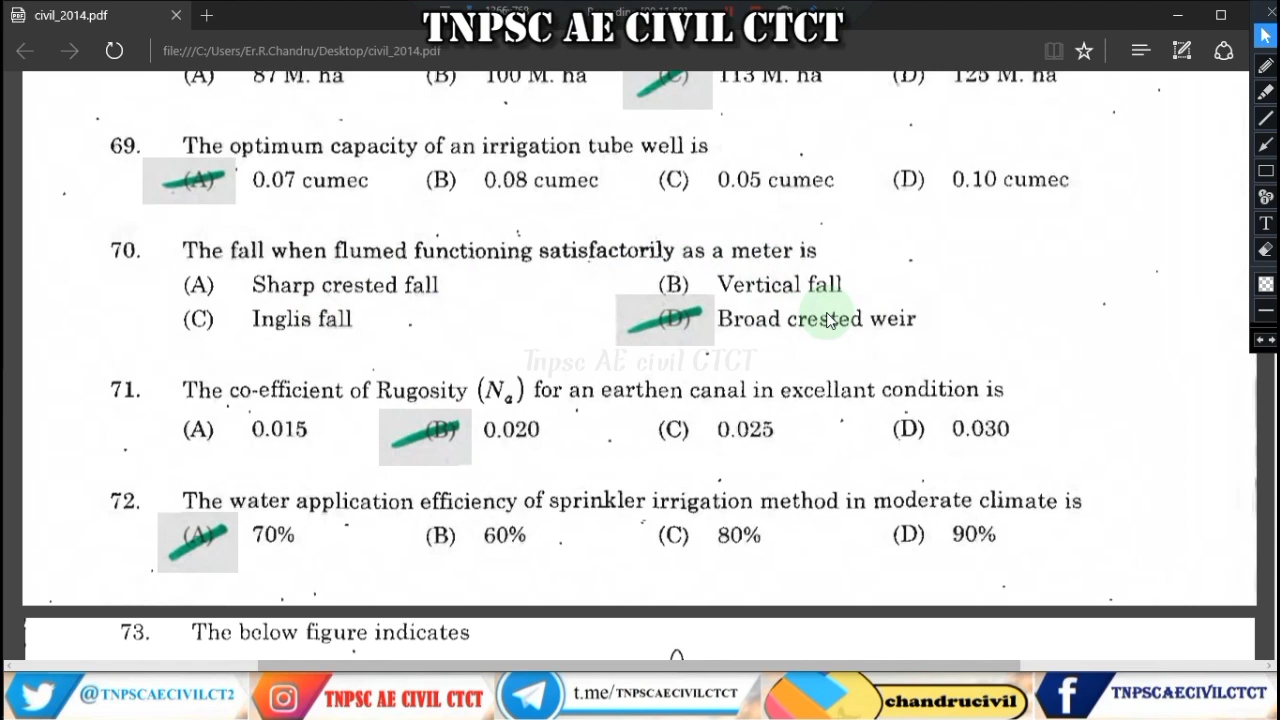 civil_2014.pdf
TNPSC AE CIVIL CTCT
file:///C:/Users/Er.R.Chandru/Desktop/civil_2014.pdf
(A) 87 M. ha (B) 100 M. ha (C) 113 M. ha (D) 125 M. ha
69. The optimum capacity of an irrigation tube well is
(A) 0.07 cumec (B) 0.08 cumec (C) 0.05 cumec (D) 0.10 cumec
70. The fall when flumed functioning satisfactorily as a meter is
(A) Sharp crested fall (B) Vertical fall
(C) Inglis fall (D) Broad crested weir
Tnpsc AE civil CTCT
71. The co-efficient of Rugosity (Nₐ) for an earthen canal in excellant condition is
(A) 0.015 (B) 0.020 (C) 0.025 (D) 0.030
72. The water application efficiency of sprinkler irrigation method in moderate climate is
(A) 70% (B) 60% (C) 80% (D) 90%
73. The below figure indicates
@TNPSCAECIVILCT2 TNPSC AE CIVIL CTCT t.me/TNPSCAECIVILCTCT chandrucivil TNPSCAECIVILCTCT